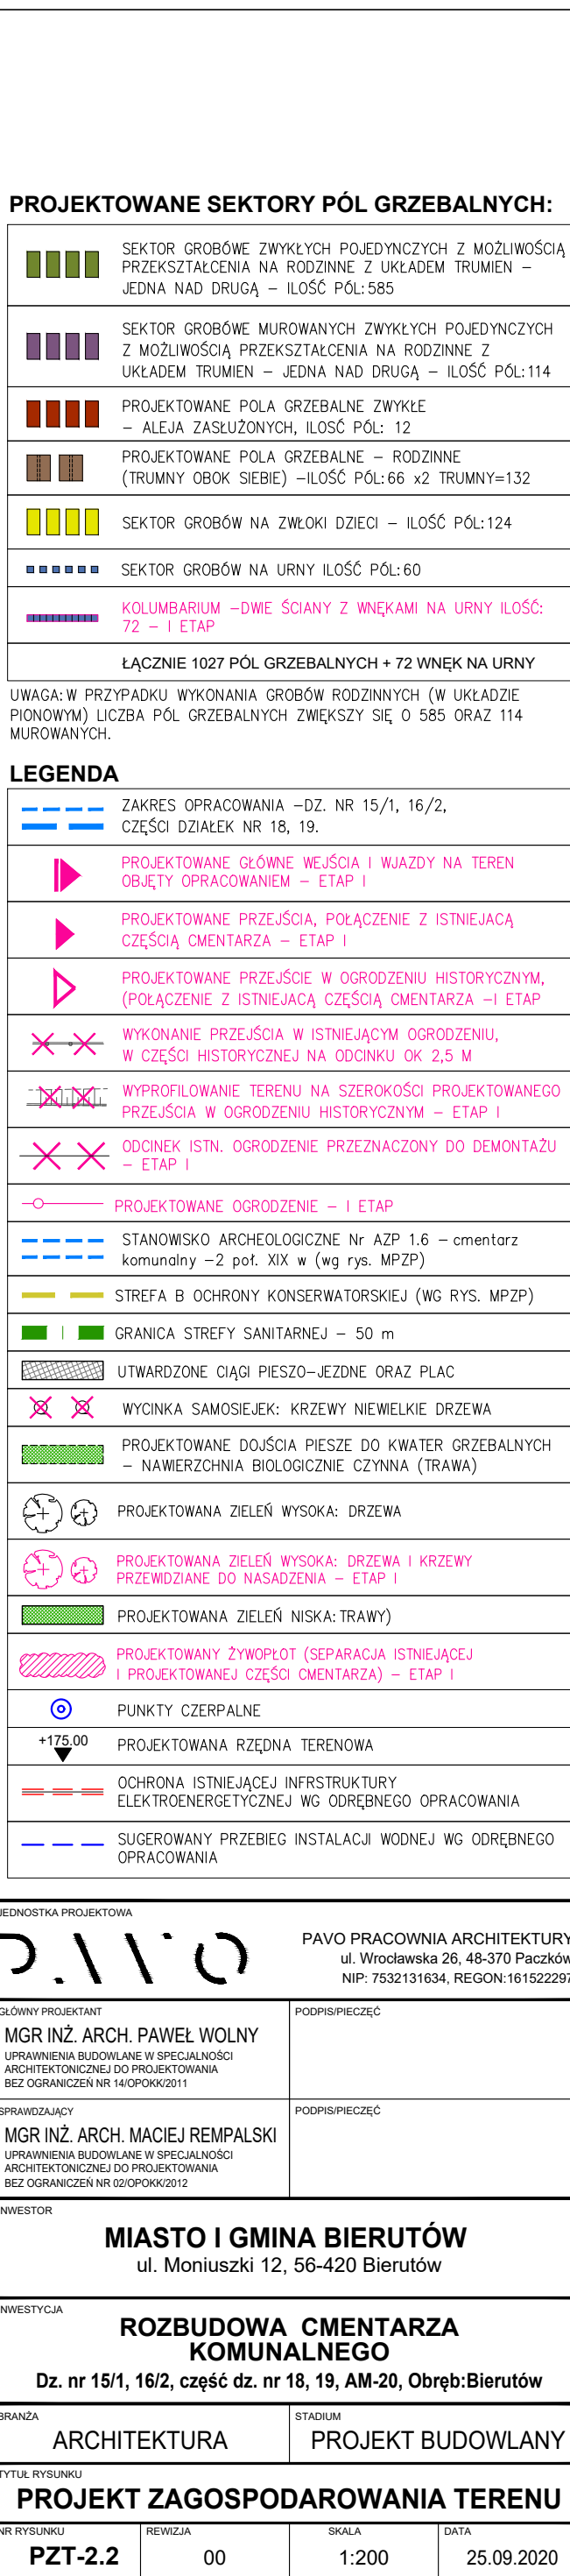 PROJEKTOWANE SEKTORY PÓL GRZEBALNYCH:
SEKTOR GROBÓWE ZWYKŁYCH POJEDYNCZYCH Z MOŻLIWOŚCIĄ
PRZEKSZTAŁCENIA NA RODZINNE Z UKŁADEM TRUMIEN –
JEDNA NAD DRUGĄ – ILOŚĆ PÓL: 585
SEKTOR GROBÓWE MUROWANYCH ZWYKŁYCH POJEDYNCZYCH
Z MOŻLIWOŚCIĄ PRZEKSZTAŁCENIA NA RODZINNE Z
UKŁADEM TRUMIEN – JEDNA NAD DRUGĄ – ILOŚĆ PÓL: 114
PROJEKTOWANE POLA GRZEBALNE ZWYKŁE
– ALEJA ZASŁUŻONYCH, ILOSĆ PÓL: 12
PROJEKTOWANE POLA GRZEBALNE – RODZINNE
(TRUMNY OBOK SIEBIE) –ILOŚĆ PÓL: 66 x2 TRUMNY=132
SEKTOR GROBÓW NA ZWŁOKI DZIECI – ILOŚĆ PÓL: 124
SEKTOR GROBÓW NA URNY ILOŚĆ PÓL: 60
KOLUMBARIUM –DWIE ŚCIANY Z WNĘKAMI NA URNY ILOŚĆ:
72 – I ETAP
ŁĄCZNIE 1027 PÓL GRZEBALNYCH + 72 WNĘK NA URNY
UWAGA: W PRZYPADKU WYKONANIA GROBÓW RODZINNYCH (W UKŁADZIE
PIONOWYM) LICZBA PÓL GRZEBALNYCH ZWIĘKSZY SIĘ O 585 ORAZ 114
MUROWANYCH.
LEGENDA
ZAKRES OPRACOWANIA –DZ. NR 15/1, 16/2,
CZĘŚCI DZIAŁEK NR 18, 19.
PROJEKTOWANE GŁÓWNE WEJŚCIA I WJAZDY NA TEREN
OBJĘTY OPRACOWANIEM – ETAP I
PROJEKTOWANE PRZEJŚCIA, POŁĄCZENIE Z ISTNIEJACĄ
CZĘŚCIĄ CMENTARZA – ETAP I
PROJEKTOWANE PRZEJŚCIE W OGRODZENIU HISTORYCZNYM,
(POŁĄCZENIE Z ISTNIEJACĄ CZĘŚCIĄ CMENTARZA –I ETAP
WYKONANIE PRZEJŚCIA W ISTNIEJĄCYM OGRODZENIU,
W CZĘŚCI HISTORYCZNEJ NA ODCINKU OK 2,5 M
WYPROFILOWANIE TERENU NA SZEROKOŚCI PROJEKTOWANEGO
PRZEJŚCIA W OGRODZENIU HISTORYCZNYM – ETAP I
ODCINEK ISTN. OGRODZENIE PRZEZNACZONY DO DEMONTAŻU
– ETAP I
PROJEKTOWANE OGRODZENIE – I ETAP
STANOWISKO ARCHEOLOGICZNE Nr AZP 1.6 – cmentarz
komunalny –2 poł. XIX w (wg rys. MPZP)
STREFA B OCHRONY KONSERWATORSKIEJ (WG RYS. MPZP)
GRANICA STREFY SANITARNEJ – 50 m
UTWARDZONE CIĄGI PIESZO–JEZDNE ORAZ PLAC
WYCINKA SAMOSIEJEK: KRZEWY NIEWIELKIE DRZEWA
PROJEKTOWANE DOJŚCIA PIESZE DO KWATER GRZEBALNYCH
– NAWIERZCHNIA BIOLOGICZNIE CZYNNA (TRAWA)
PROJEKTOWANA ZIELEŃ WYSOKA: DRZEWA
PROJEKTOWANA ZIELEŃ WYSOKA: DRZEWA I KRZEWY
PRZEWIDZIANE DO NASADZENIA – ETAP I
PROJEKTOWANA ZIELEŃ NISKA: TRAWY)
PROJEKTOWANY ŻYWOPŁOT (SEPARACJA ISTNIEJĄCEJ
I PROJEKTOWANEJ CZĘŚCI CMENTARZA) – ETAP I
PUNKTY CZERPALNE
+175.00
PROJEKTOWANA RZĘDNA TERENOWA
OCHRONA ISTNIEJĄCEJ INFRSTRUKTURY
ELEKTROENERGETYCZNEJ WG ODRĘBNEGO OPRACOWANIA
SUGEROWANY PRZEBIEG INSTALACJI WODNEJ WG ODRĘBNEGO
OPRACOWANIA
JEDNOSTKA PROJEKTOWA
PAVO
PAVO PRACOWNIA ARCHITEKTURY
ul. Wrocławska 26, 48-370 Paczków
NIP: 7532131634, REGON:161522297
GŁÓWNY PROJEKTANT
PODPIS/PIECZĘĆ
MGR INŻ. ARCH. PAWEŁ WOLNY
UPRAWNIENIA BUDOWLANE W SPECJALNOŚCI
ARCHITEKTONICZNEJ DO PROJEKTOWANIA
BEZ OGRANICZEŃ NR 14/OPOKK/2011
SPRAWDZAJĄCY
PODPIS/PIECZĘĆ
MGR INŻ. ARCH. MACIEJ REMPALSKI
UPRAWNIENIA BUDOWLANE W SPECJALNOŚCI
ARCHITEKTONICZNEJ DO PROJEKTOWANIA
BEZ OGRANICZEŃ NR 02/OPOKK/2012
INWESTOR
MIASTO I GMINA BIERUTÓW
ul. Moniuszki 12, 56-420 Bierutów
INWESTYCJA
ROZBUDOWA CMENTARZA
KOMUNALNEGO
Dz. nr 15/1, 16/2, część dz. nr 18, 19, AM-20, Obręb:Bierutów
BRANŻA
STADIUM
ARCHITEKTURA
PROJEKT BUDOWLANY
TYTUŁ RYSUNKU
PROJEKT ZAGOSPODAROWANIA TERENU
NR RYSUNKU
REWIZJA
SKALA
DATA
PZT-2.2
00
1:200
25.09.2020